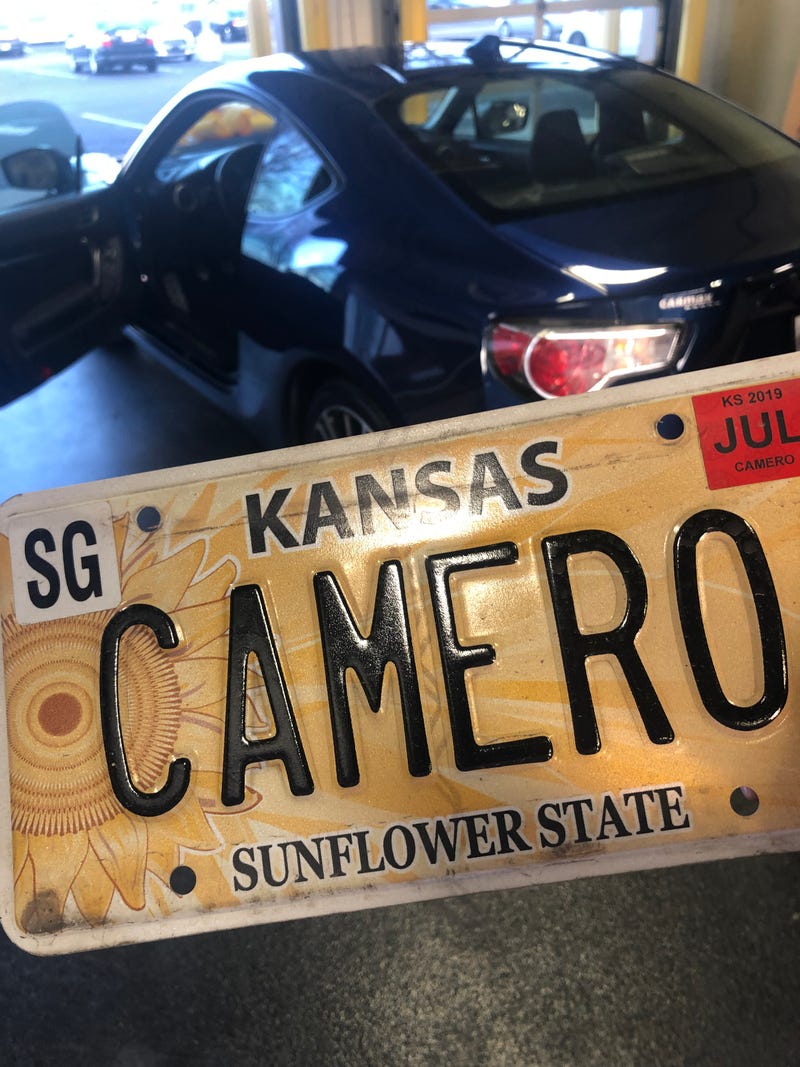 CARMAX
KS 2019
JUL
CAMERO
KANSAS
SG
CAMERO
SUNFLOWER STATE